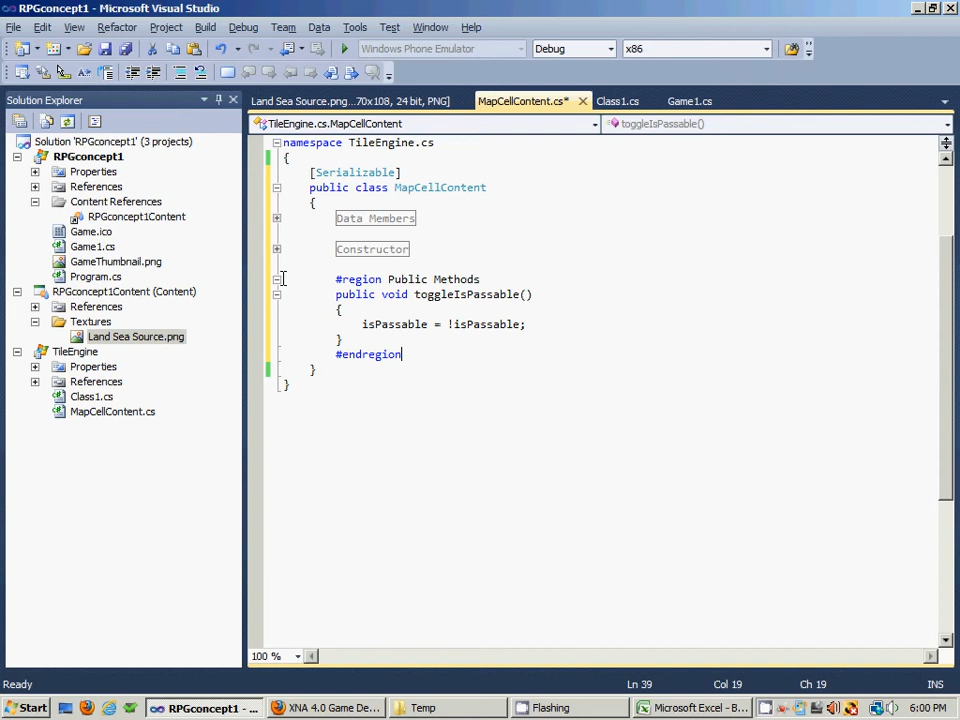 RPGconcept1 - Microsoft Visual Studio
File Edit View Project Build Debug Team Data Tools Test Window Help
Windows Phone Emulator Debug x86
Solution Explorer
Land Sea Source.png...70x108, 24 bit, PNG] MapCellContent.cs* Class1.cs Game1.cs
TileEngine.cs.MapCellContent toggleIsPassable()
Solution 'RPGconcept1' (3 projects)
RPGconcept1
Properties
References
Content References
RPGconcept1Content
Game.ico
Game1.cs
GameThumbnail.png
Program.cs
RPGconcept1Content (Content)
References
Textures
Land Sea Source.png
TileEngine
Properties
References
Class1.cs
MapCellContent.cs
namespace TileEngine.cs
{
[Serializable]
public class MapCellContent
{
Data Members
Constructor
#region Public Methods
public void toggleIsPassable()
{
isPassable = !isPassable;
}
#endregion
}
}
100 %
Ready Ln 39 Col 19 Ch 19 INS
Start RPGconcept1 - ... XNA 4.0 Game De... Temp Flashing Microsoft Excel - B... 6:00 PM